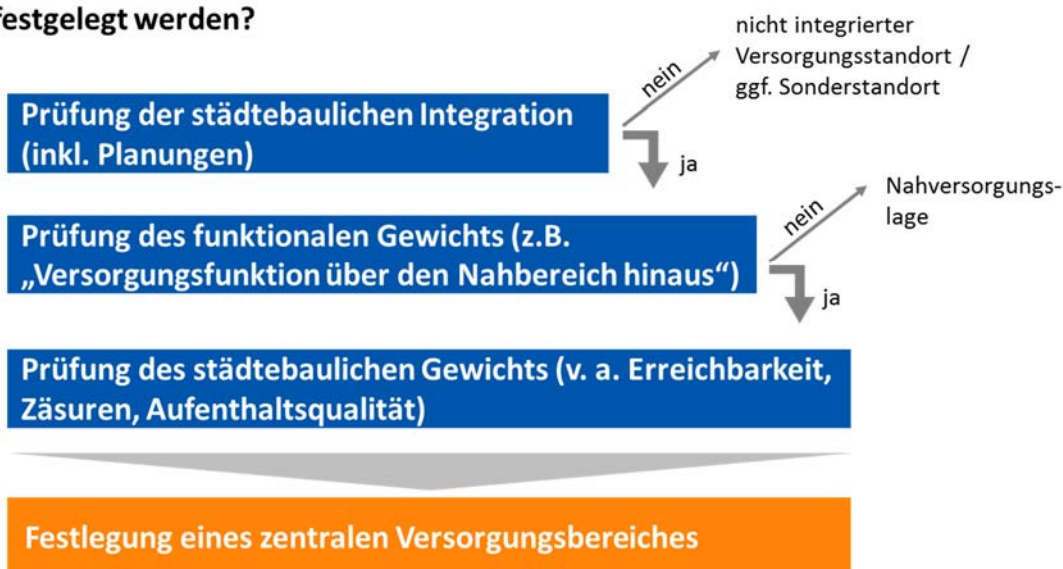 festgelegt werden?
nicht integrierter
Versorgungsstandort /
ggf. Sonderstandort
nein
Prüfung der städtebaulichen Integration
(inkl. Planungen)
ja
Nahversorgungs-
lage
nein
Prüfung des funktionalen Gewichts (z.B.
„Versorgungsfunktion über den Nahbereich hinaus“)
ja
Prüfung des städtebaulichen Gewichts (v. a. Erreichbarkeit,
Zäsuren, Aufenthaltsqualität)
Festlegung eines zentralen Versorgungsbereiches